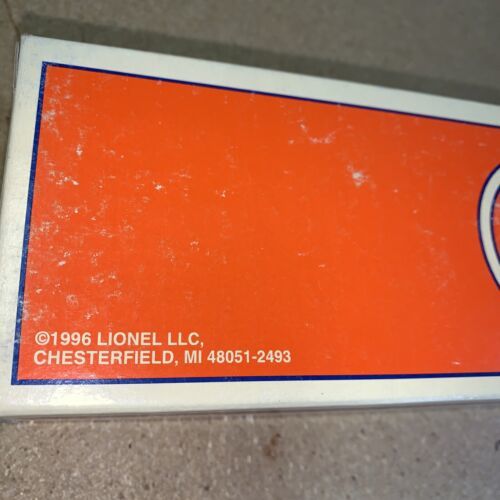 ©1996 LIONEL LLC,
CHESTERFIELD, MI 48051-2493